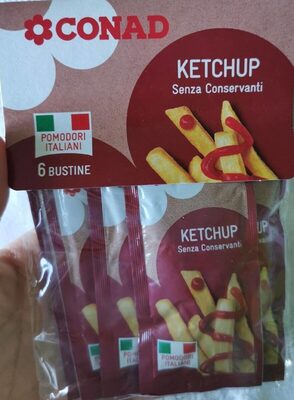 CONAD
KETCHUP
Senza Conservanti
POMODORI
ITALIANI
6 BUSTINE
KETCHUP
Senza Conservanti
POMODORI
ITALIANI